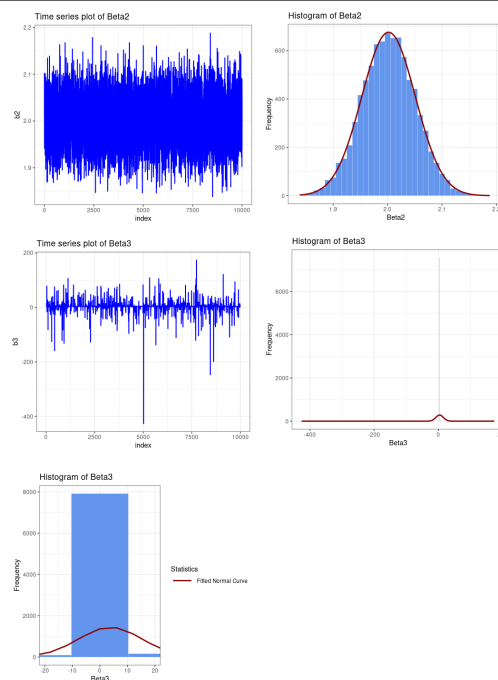 Time series plot of Beta2
2.2
2.1
2.0
1.9
b2
0 2500 5000 7500 10000
index
Histogram of Beta2
600
400
200
0
Frequency
1.9 2.0 2.1
Beta2
Time series plot of Beta3
200
0
-200
-400
b3
0 2500 5000 7500 10000
index
Histogram of Beta3
6000
4000
2000
0
Frequency
-400 -200 0
Beta3
Histogram of Beta3
8000
6000
4000
2000
0
Frequency
-20 -10 0 10 20
Beta3
Statistics
Fitted Normal Curve